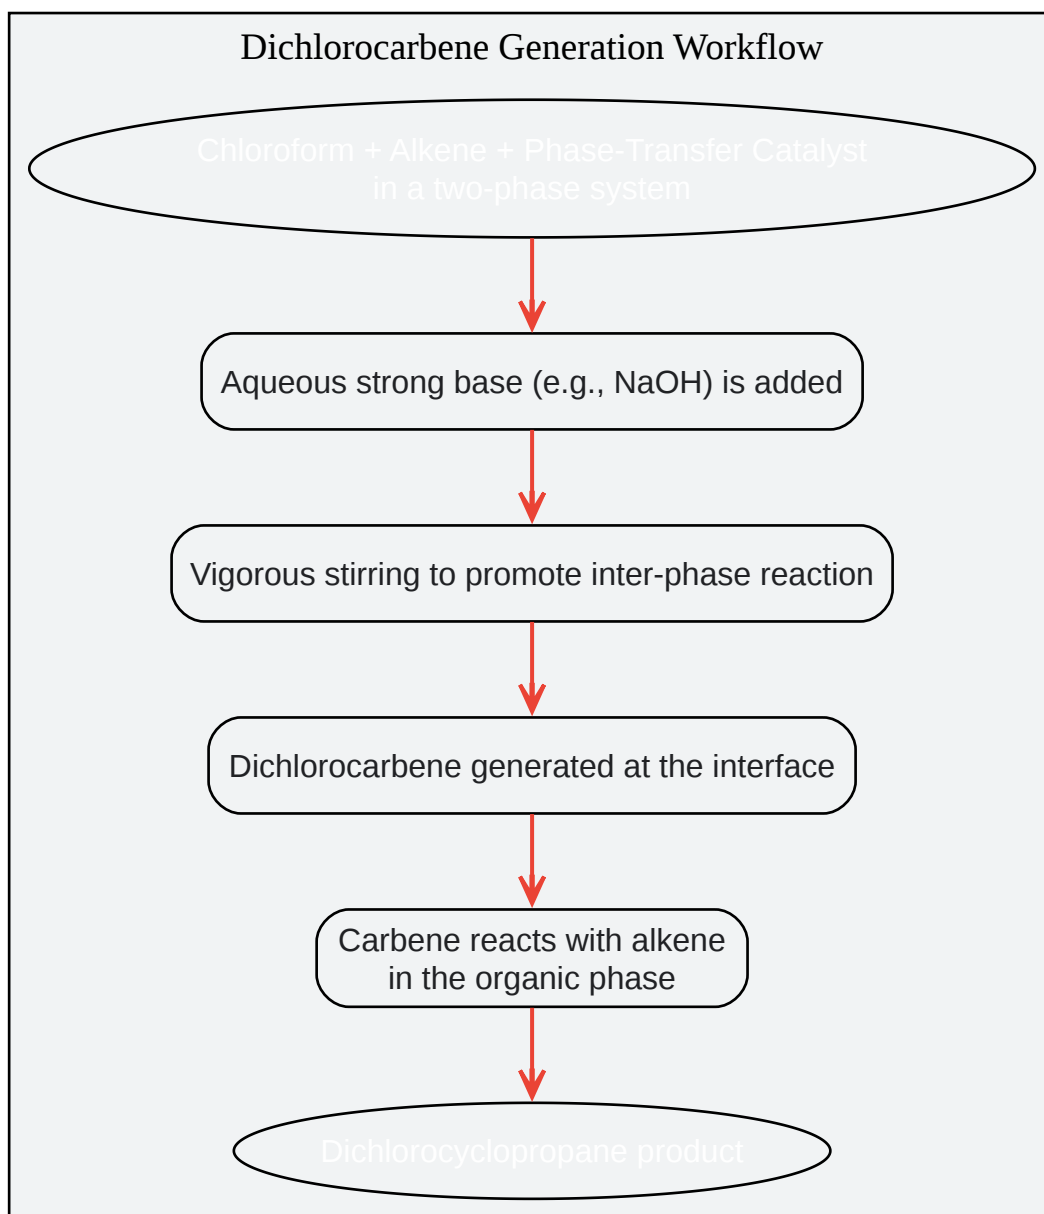 Dichlorocarbene Generation Workflow
Chloroform + Alkene + Phase-Transfer Catalyst
in a two-phase system
Aqueous strong base (e.g., NaOH) is added
Vigorous stirring to promote inter-phase reaction
Dichlorocarbene generated at the interface
Carbene reacts with alkene
in the organic phase
Dichlorocyclopropane product